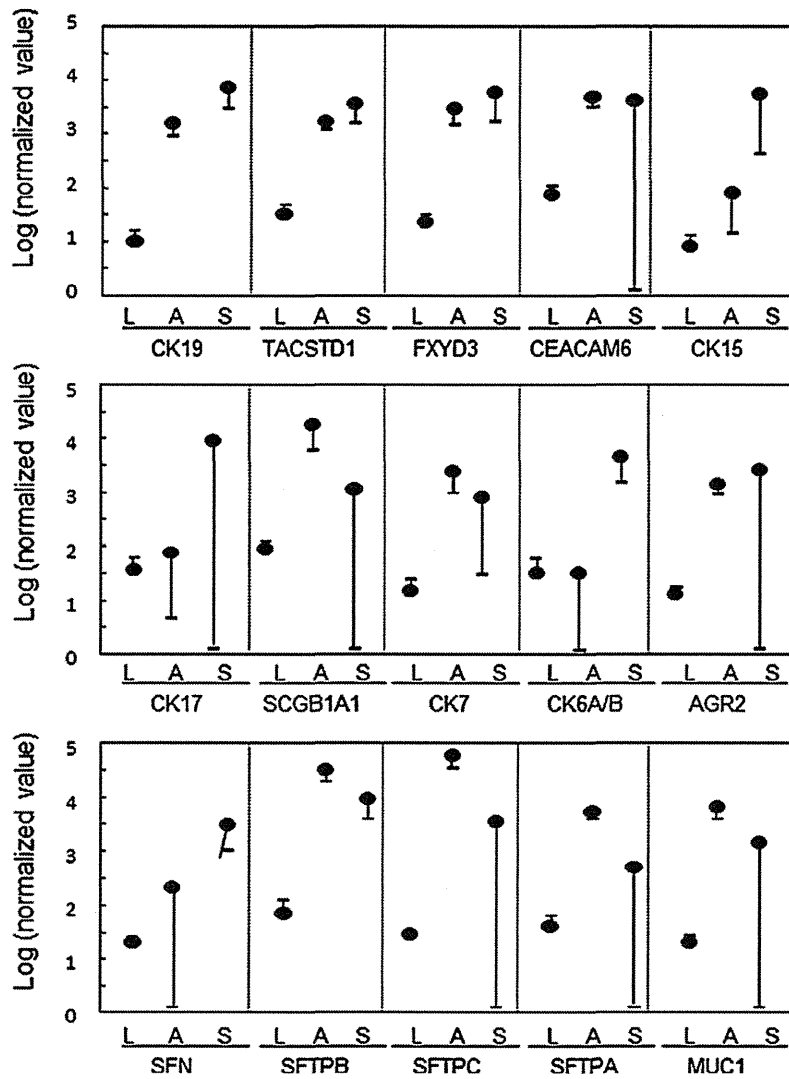 Log (normalized value)
5
4
3
2
1
0
L A S L A S L A S L A S L A S
CK19 TACSTD1 FXYD3 CEACAM6 CK15
Log (normalized value)
5
4
3
2
1
0
L A S L A S L A S L A S L A S
CK17 SCGB1A1 CK7 CK6A/B AGR2
Log (normalized value)
5
4
3
2
1
0
L A S L A S L A S L A S L A S
SFN SFTPB SFTPC SFTPA MUC1